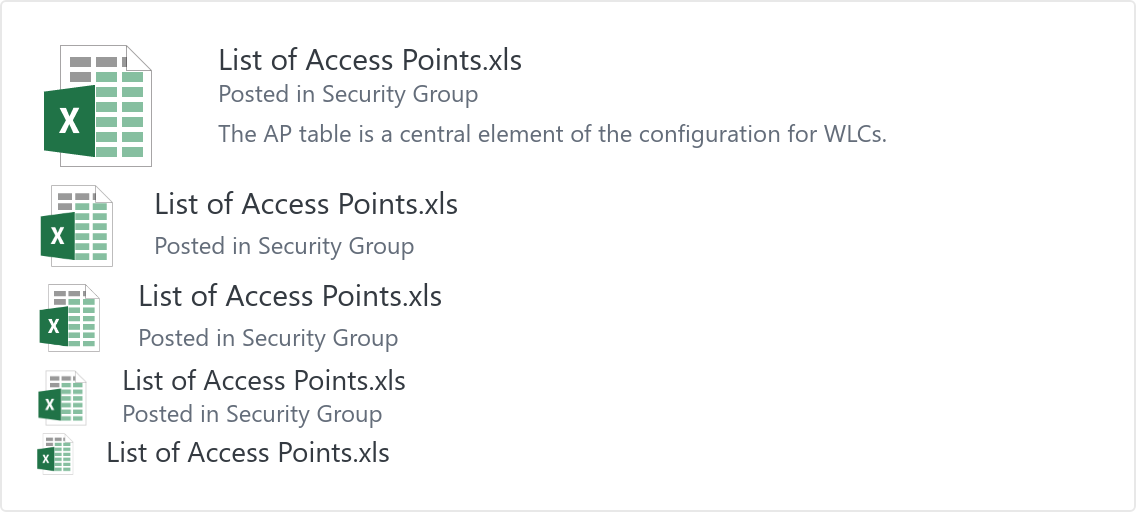 List of Access Points.xls
Posted in Security Group
The AP table is a central element of the configuration for WLCs.
X
List of Access Points.xls
Posted in Security Group
X
List of Access Points.xls
Posted in Security Group
X
List of Access Points.xls
Posted in Security Group
X
List of Access Points.xls
X